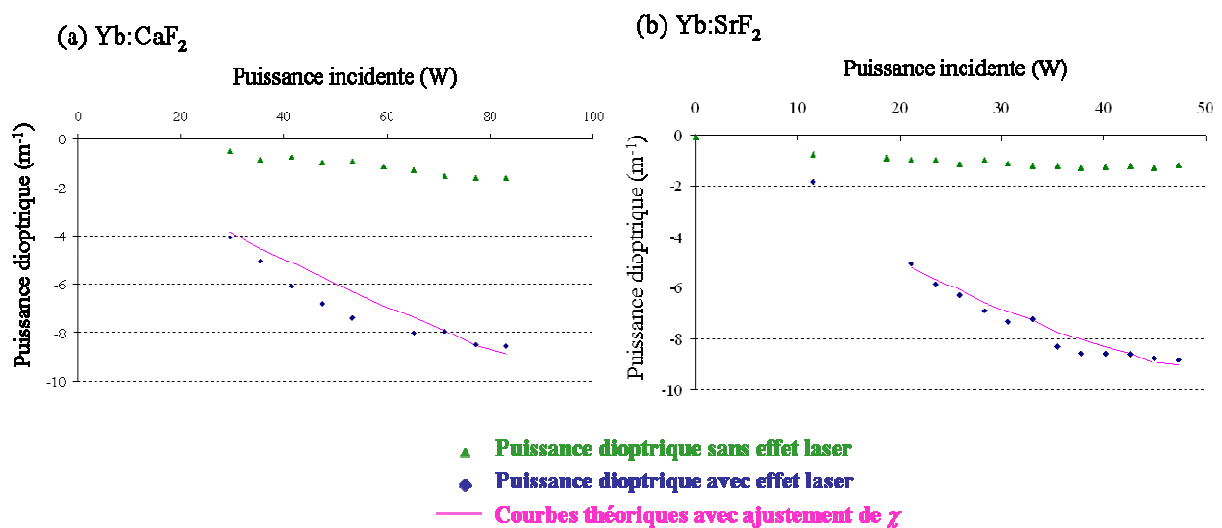 (a) Yb:CaF₂
Puissance incidente (W)
0 20 40 60 80 100
0
-2
-4
-6
-8
-10
Puissance dioptrique (m⁻¹)
(b) Yb:SrF₂
Puissance incidente (W)
0 10 20 30 40 50
0
-2
-4
-6
-8
-10
Puissance dioptrique (m⁻¹)
Puissance dioptrique sans effet laser
Puissance dioptrique avec effet laser
Courbes théoriques avec ajustement de χ